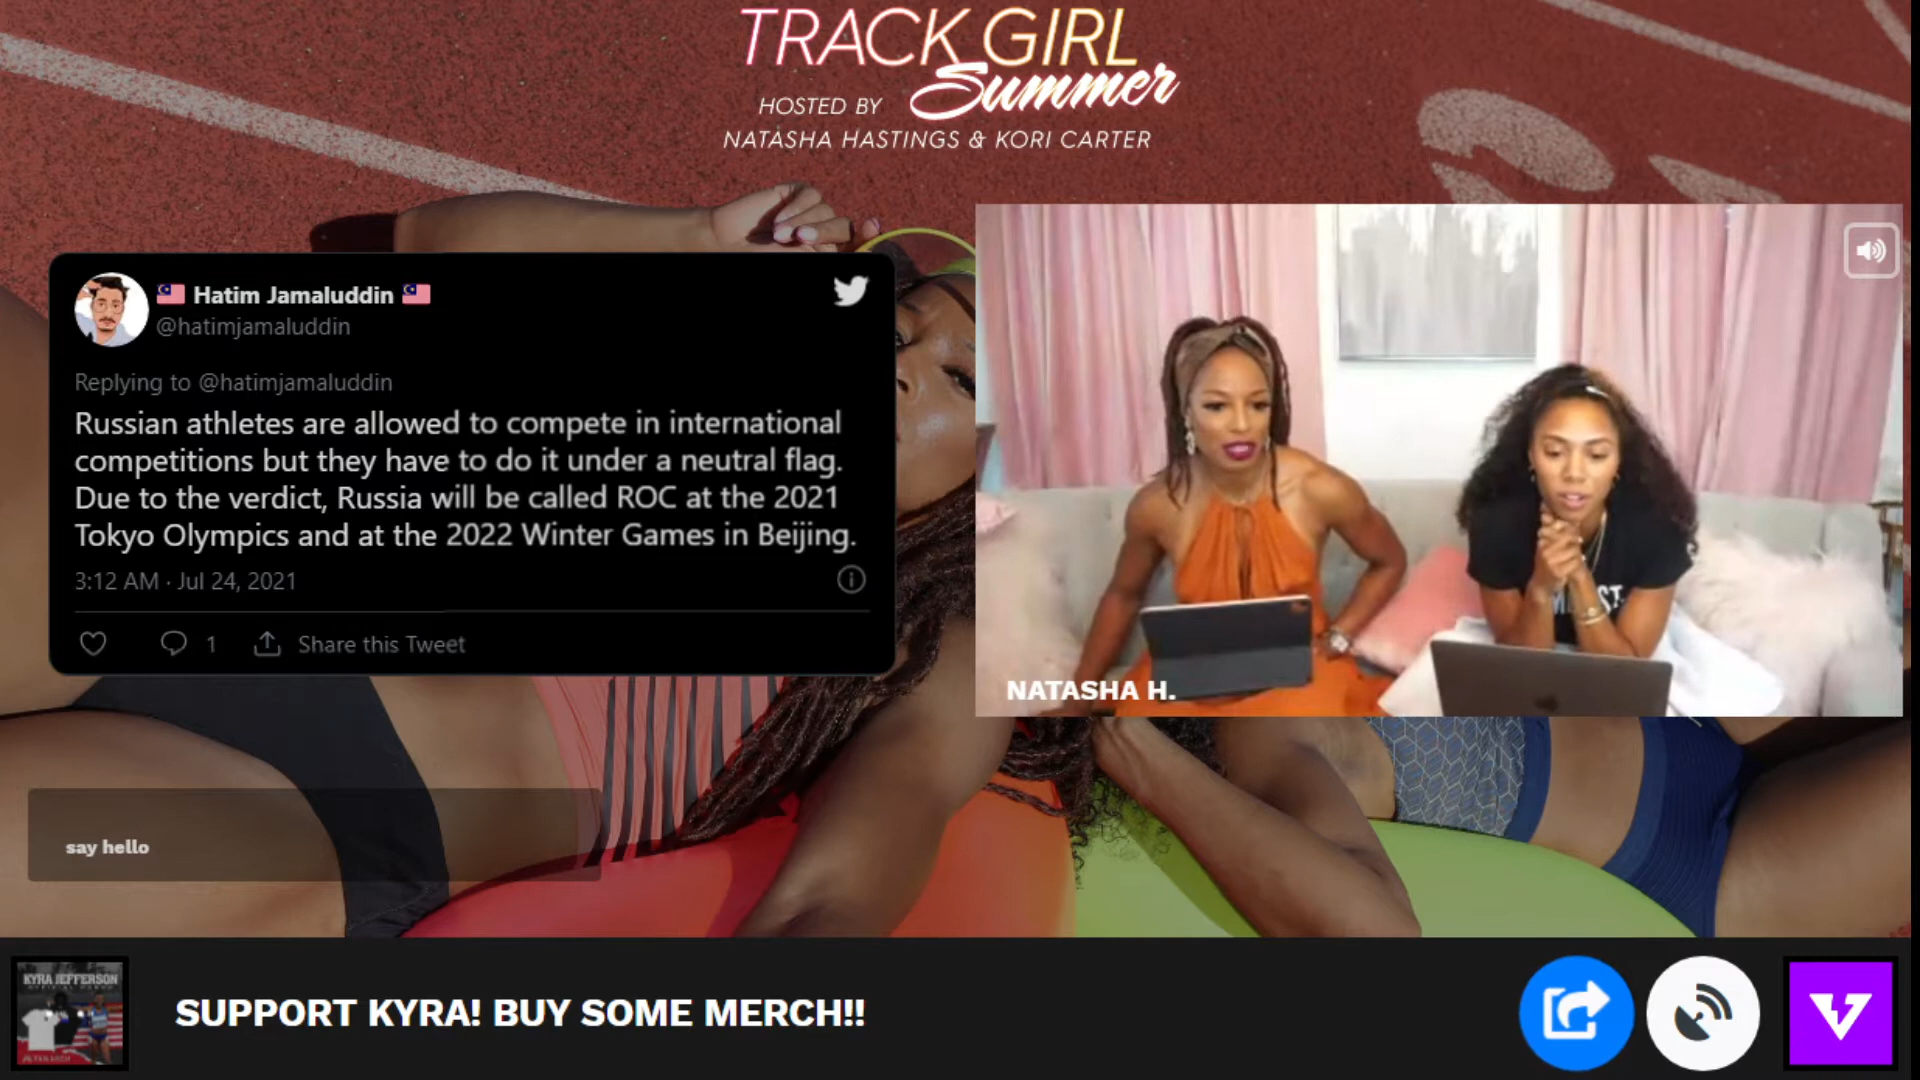 TRACK GIRL
Summer
HOSTED BY
NATASHA HASTINGS & KORI CARTER
Hatim Jamaluddin
@hatimjamaluddin
Replying to @hatimjamaluddin
Russian athletes are allowed to compete in international
competitions but they have to do it under a neutral flag.
Due to the verdict, Russia will be called ROC at the 2021
Tokyo Olympics and at the 2022 Winter Games in Beijing.
3:12 AM · Jul 24, 2021
1
Share this Tweet
NATASHA H.
say hello
KYRA JEFFERSON
SUPPORT KYRA! BUY SOME MERCH!!